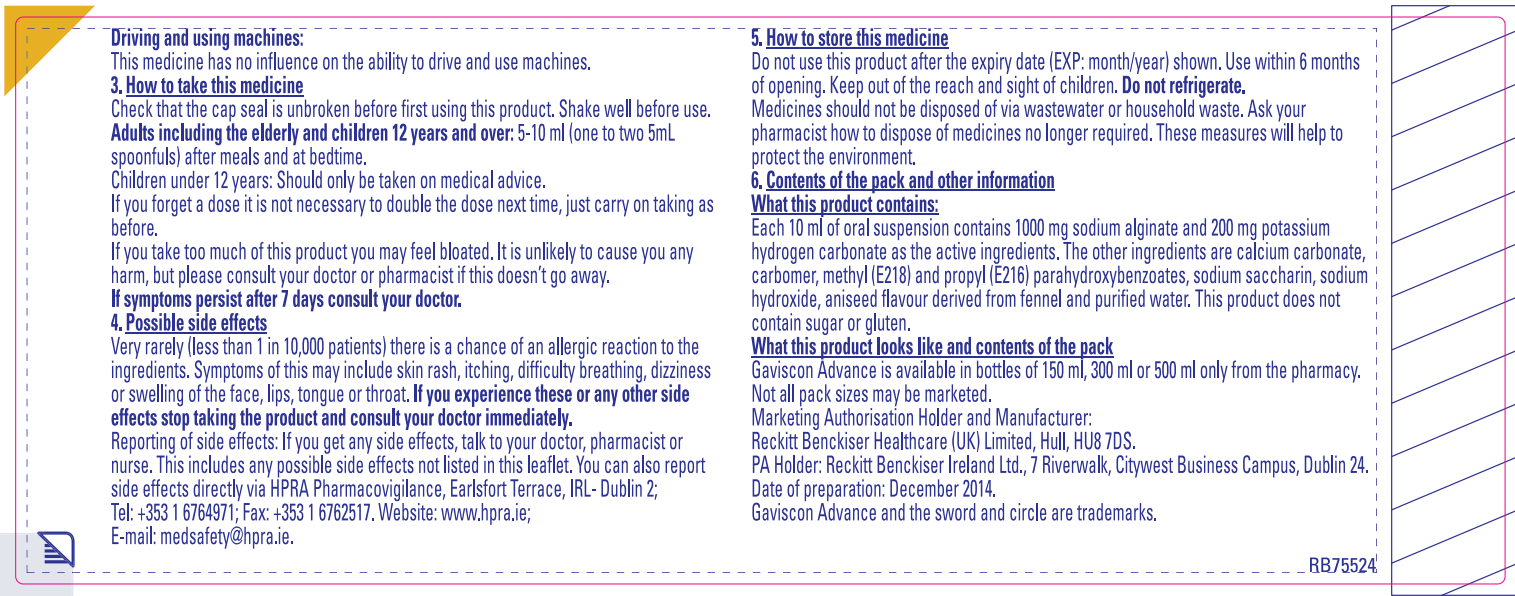 Driving and using machines:
This medicine has no influence on the ability to drive and use machines.
3. How to take this medicine
Check that the cap seal is unbroken before first using this product. Shake well before use.
Adults including the elderly and children 12 years and over: 5-10 ml (one to two 5mL
spoonfuls) after meals and at bedtime.
Children under 12 years: Should only be taken on medical advice.
If you forget a dose it is not necessary to double the dose next time, just carry on taking as
before.
If you take too much of this product you may feel bloated. It is unlikely to cause you any
harm, but please consult your doctor or pharmacist if this doesn't go away.
If symptoms persist after 7 days consult your doctor.
4. Possible side effects
Very rarely (less than 1 in 10,000 patients) there is a chance of an allergic reaction to the
ingredients. Symptoms of this may include skin rash, itching, difficulty breathing, dizziness
or swelling of the face, lips, tongue or throat. If you experience these or any other side
effects stop taking the product and consult your doctor immediately.
Reporting of side effects: If you get any side effects, talk to your doctor, pharmacist or
nurse. This includes any possible side effects not listed in this leaflet. You can also report
side effects directly via HPRA Pharmacovigilance, Earlsfort Terrace, IRL- Dublin 2;
Tel: +353 1 6764971; Fax: +353 1 6762517. Website: www.hpra.ie;
E-mail: medsafety@hpra.ie.
5. How to store this medicine
Do not use this product after the expiry date (EXP: month/year) shown. Use within 6 months
of opening. Keep out of the reach and sight of children. Do not refrigerate.
Medicines should not be disposed of via wastewater or household waste. Ask your
pharmacist how to dispose of medicines no longer required. These measures will help to
protect the environment.
6. Contents of the pack and other information
What this product contains:
Each 10 ml of oral suspension contains 1000 mg sodium alginate and 200 mg potassium
hydrogen carbonate as the active ingredients. The other ingredients are calcium carbonate,
carbomer, methyl (E218) and propyl (E216) parahydroxybenzoates, sodium saccharin, sodium
hydroxide, aniseed flavour derived from fennel and purified water. This product does not
contain sugar or gluten.
What this product looks like and contents of the pack
Gaviscon Advance is available in bottles of 150 ml, 300 ml or 500 ml only from the pharmacy.
Not all pack sizes may be marketed.
Marketing Authorisation Holder and Manufacturer:
Reckitt Benckiser Healthcare (UK) Limited, Hull, HU8 7DS.
PA Holder: Reckitt Benckiser Ireland Ltd., 7 Riverwalk, Citywest Business Campus, Dublin 24.
Date of preparation: December 2014.
Gaviscon Advance and the sword and circle are trademarks.
RB75524